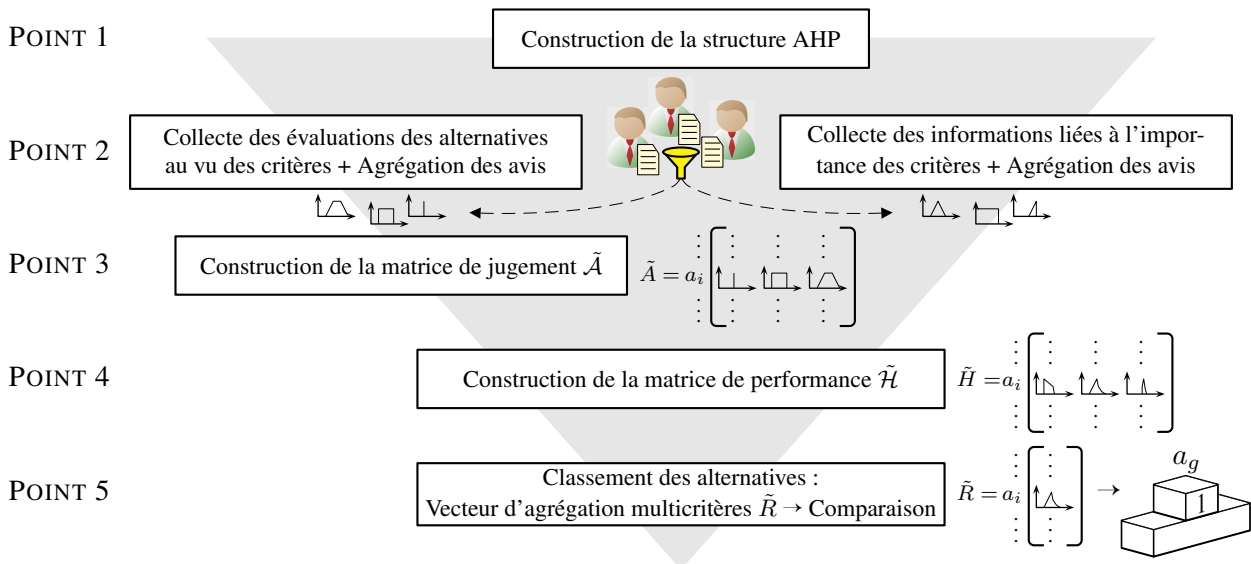 POINT 1
Construction de la structure AHP
POINT 2
Collecte des évaluations des alternatives
au vu des critères + Agrégation des avis
Collecte des informations liées à l'impor-
tance des critères + Agrégation des avis
POINT 3
Construction de la matrice de jugement 𝒜̃
Ã = a_i
POINT 4
Construction de la matrice de performance ℋ̃
H̃ = a_i
POINT 5
Classement des alternatives :
Vecteur d'agrégation multicritères R̃ → Comparaison
R̃ = a_i
→
a_g
1